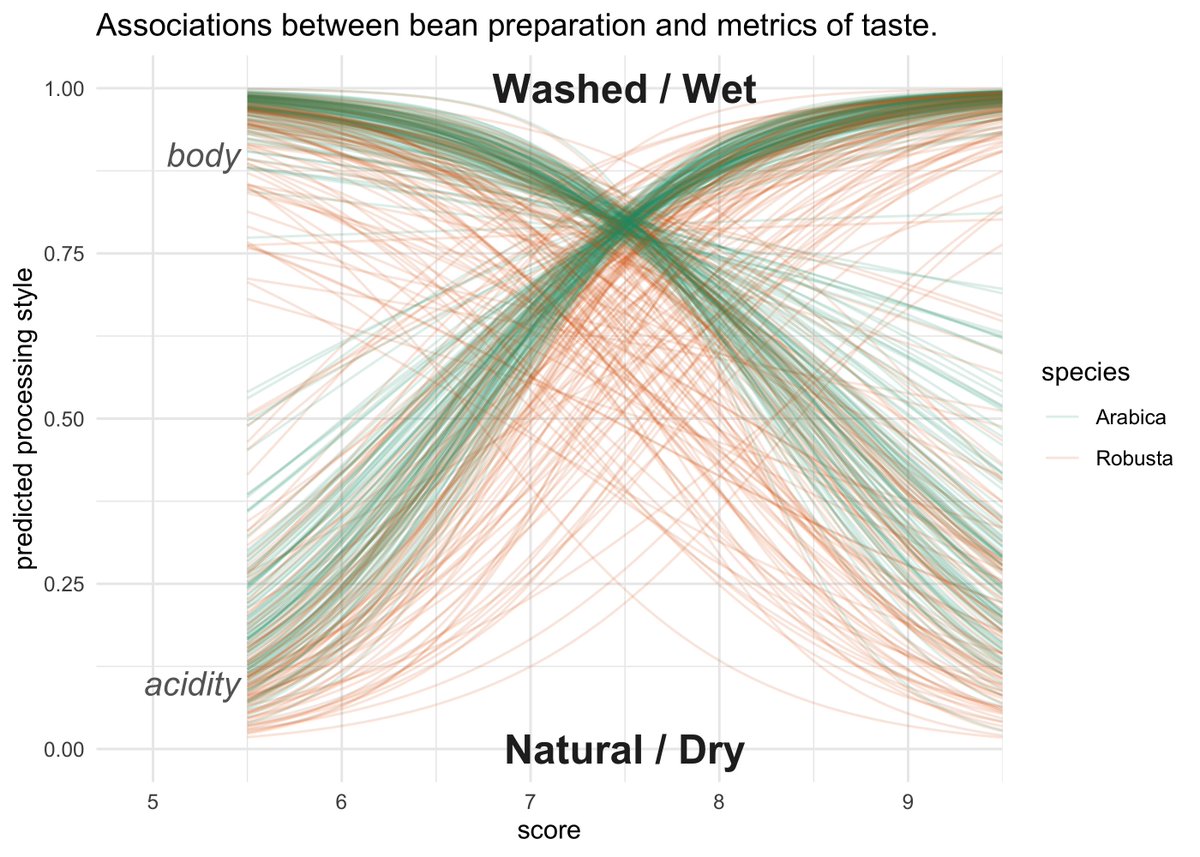 Associations between bean preparation and metrics of taste.
Washed / Wet
1.00
body
0.75
predicted processing style
0.50
0.25
acidity
0.00
Natural / Dry
5 6 7 8 9
score
species
Arabica
Robusta